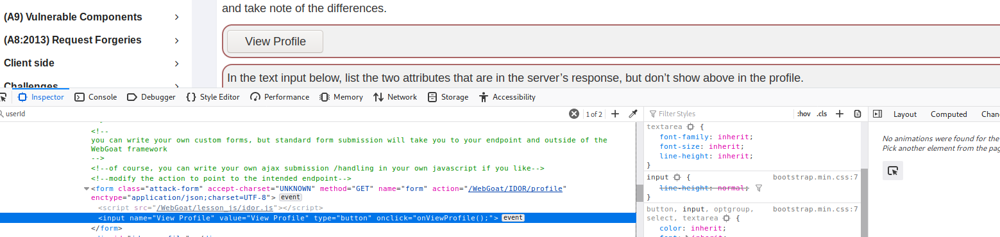 and take note of the differences.
(A9) Vulnerable Components
(A8:2013) Request Forgeries
View Profile
Client side
In the text input below, list the two attributes that are in the server’s response, but don’t show above in the profile.
Challenges
Inspector Console Debugger Style Editor Performance Memory Network Storage Accessibility
userId 1 of 2 Filter Styles :hov .cls Layout Computed
<!--
you can write your own custom forms, but standard form submission will take you to your endpoint and outside of the
WebGoat framework
-->
<!--of course, you can write your own ajax submission /handling in your own javascript if you like-->
<!--modify the action to point to the intended endpoint-->
<form class="attack-form" accept-charset="UNKNOWN" method="GET" name="form" action="/WebGoat/IDOR/profile"
enctype="application/json;charset=UTF-8"> event
<script src="/WebGoat/lesson_js/idor.js"></script>
<input name="View Profile" value="View Profile" type="button" onclick="onViewProfile();"> event
</form>
textarea {
font-family: inherit;
font-size: inherit;
line-height: inherit;
}
input { bootstrap.min.css:7
line-height: normal;
}
button, input, optgroup, bootstrap.min.css:7
select, textarea {
color: inherit;
font: inherit;
No animations were found for the
Pick another element from the